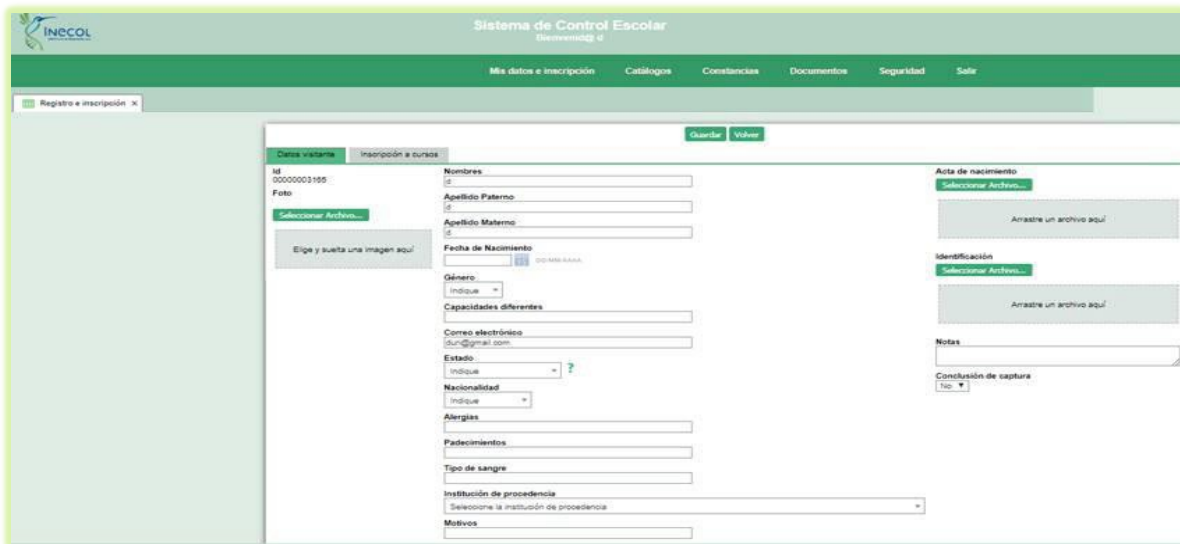 INECOL
Sistema de Control Escolar
Bienvenid@ d
Mis datos e inscripción Catálogos Constancias Documentos Seguridad Salir
Registro e inscripción ×
Guardar Volver
Datos visitante Inscripción a cursos
Id
00000003165
Foto
Seleccionar Archivo...
Elige y suelta una imagen aquí
Nombres
d
Apellido Paterno
d
Apellido Materno
d
Fecha de Nacimiento
DD/MM/AAAA
Género
Indique
Capacidades diferentes
Correo electrónico
dun@gmail.com
Estado
Indique ?
Nacionalidad
Indique
Alergias
Padecimientos
Tipo de sangre
Institución de procedencia
Seleccione la institución de procedencia
Motivos
Acta de nacimiento
Seleccionar Archivo...
Arrastre un archivo aquí
Identificación
Seleccionar Archivo...
Arrastre un archivo aquí
Notas
Conclusión de captura
No